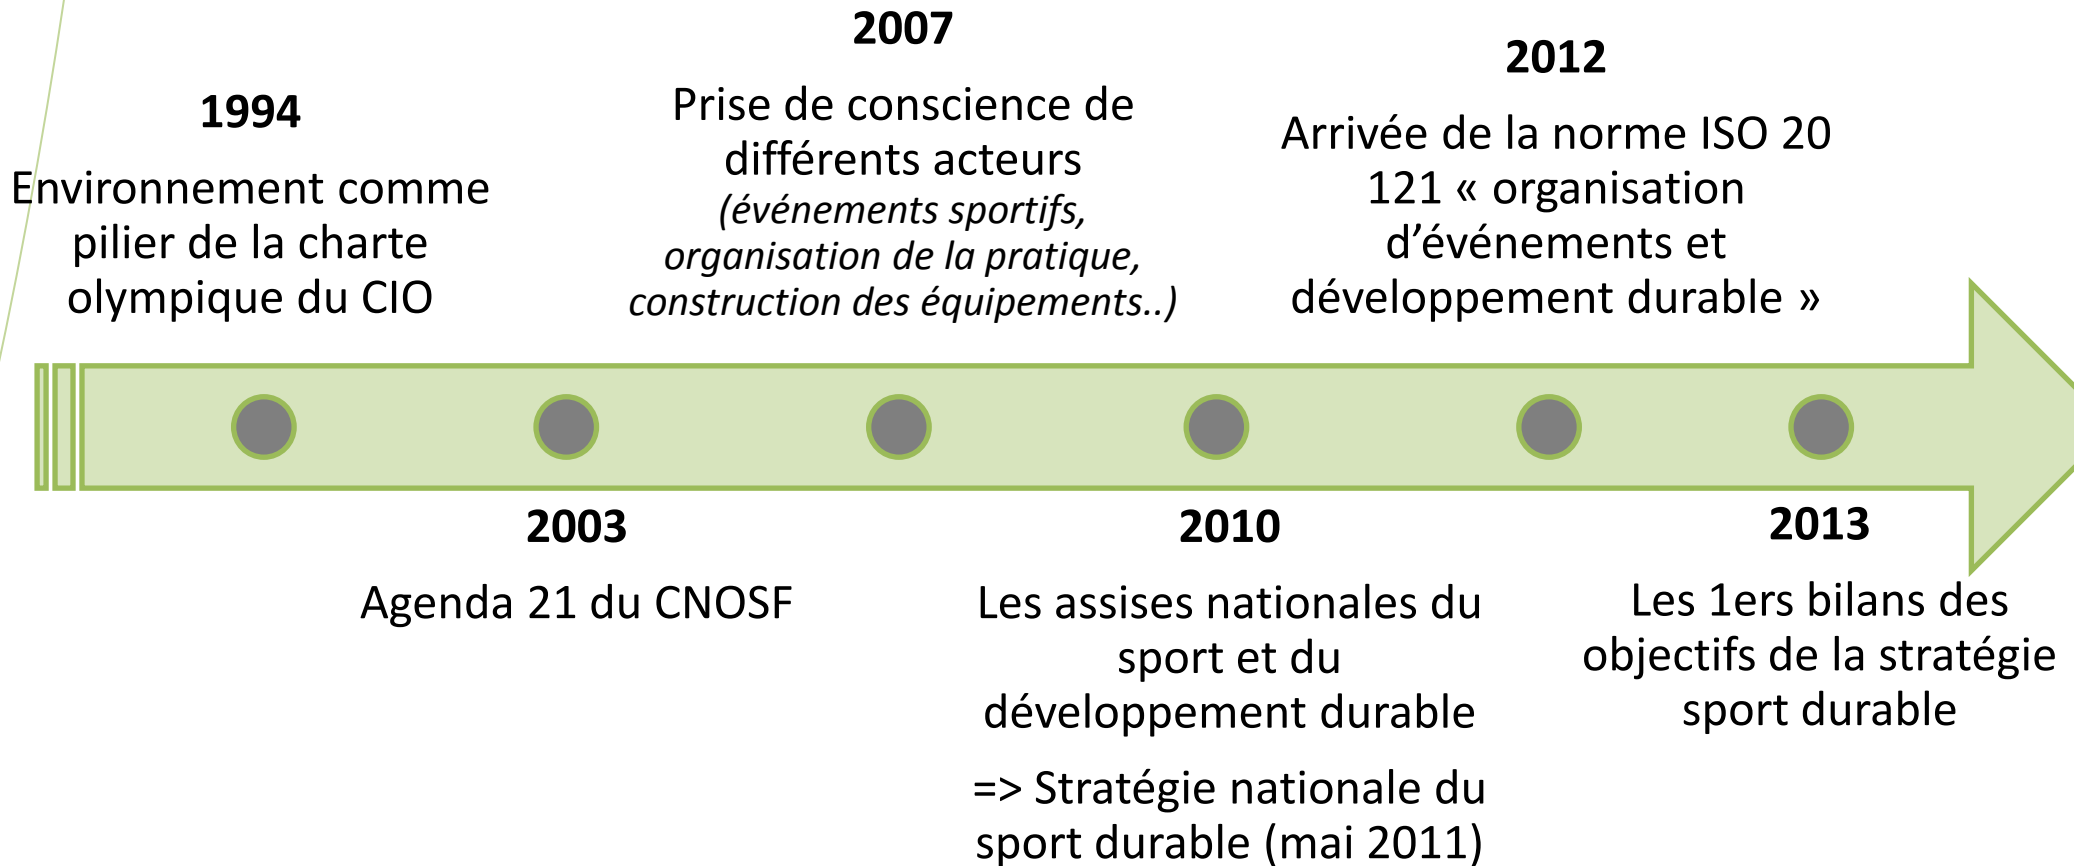 1994
Environnement comme
pilier de la charte
olympique du CIO
2003
Agenda 21 du CNOSF
2007
Prise de conscience de
différents acteurs
(événements sportifs,
organisation de la pratique,
construction des équipements..)
2010
Les assises nationales du
sport et du
développement durable
=> Stratégie nationale du
sport durable (mai 2011)
2012
Arrivée de la norme ISO 20
121 « organisation
d’événements et
développement durable »
2013
Les 1ers bilans des
objectifs de la stratégie
sport durable